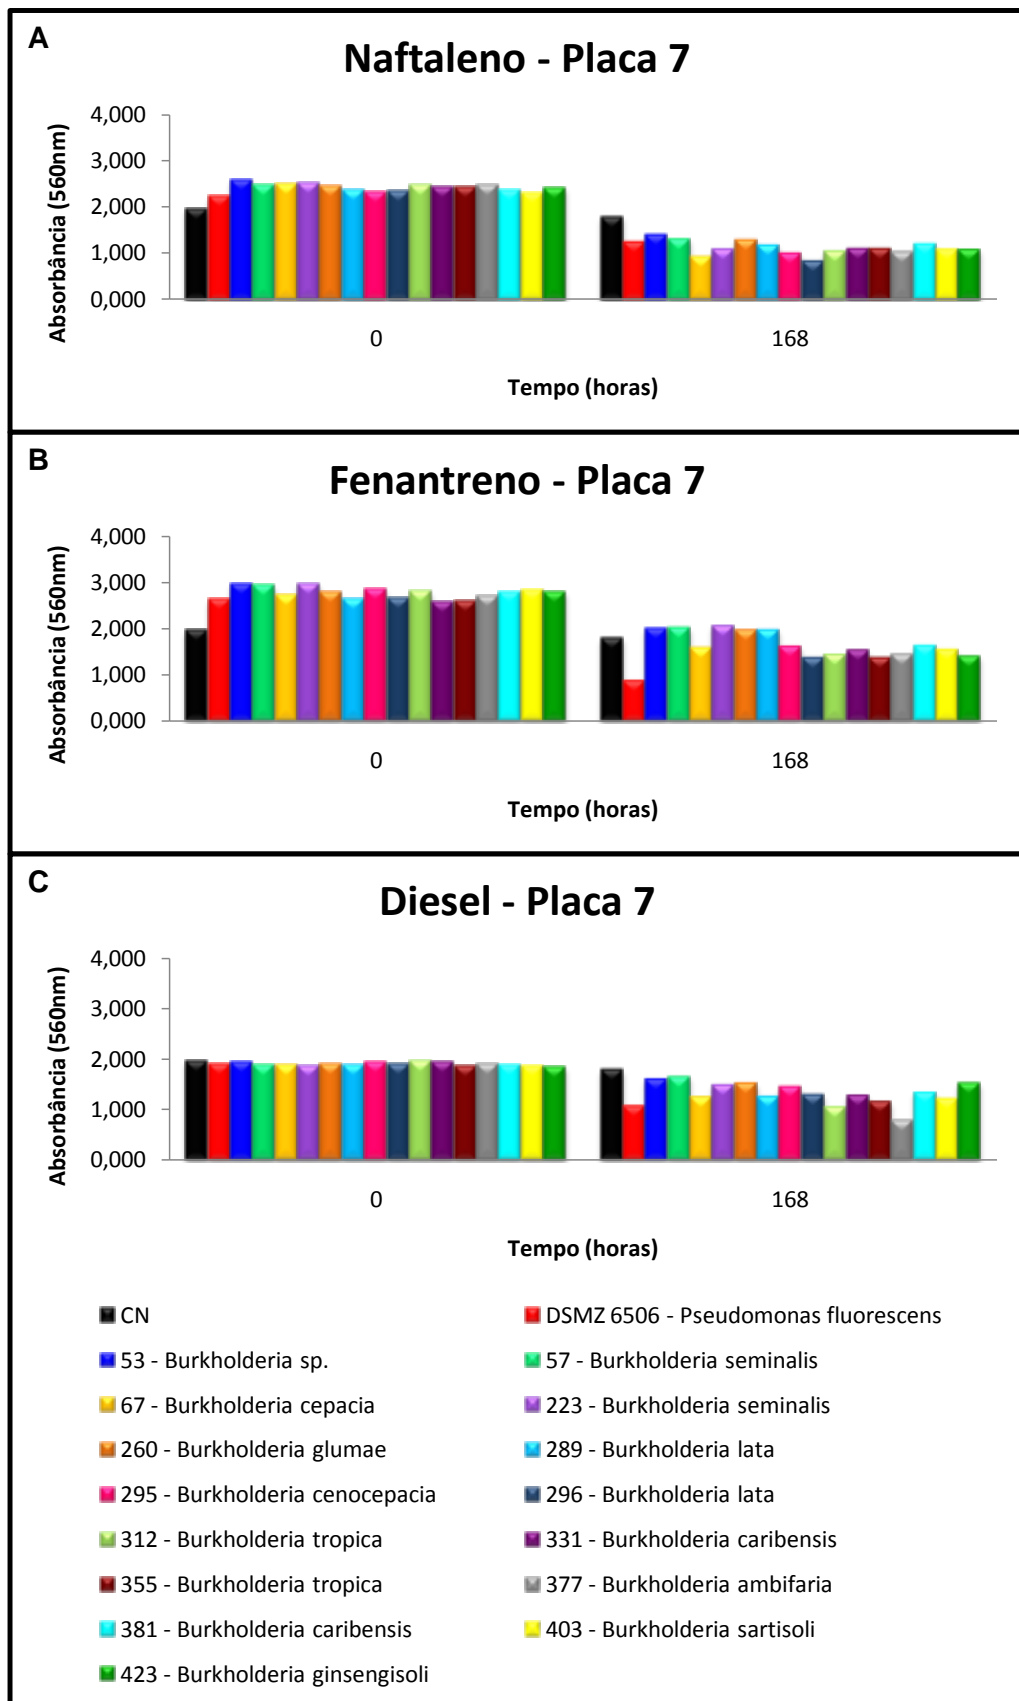 A
Naftaleno - Placa 7
Absorbância (560nm)
4,000
3,000
2,000
1,000
0,000
0 168
Tempo (horas)
B
Fenantreno - Placa 7
Absorbância (560nm)
4,000
3,000
2,000
1,000
0,000
0 168
Tempo (horas)
C
Diesel - Placa 7
Absorbância (560nm)
4,000
3,000
2,000
1,000
0,000
0 168
Tempo (horas)
CN DSMZ 6506 - Pseudomonas fluorescens
53 - Burkholderia sp. 57 - Burkholderia seminalis
67 - Burkholderia cepacia 223 - Burkholderia seminalis
260 - Burkholderia glumae 289 - Burkholderia lata
295 - Burkholderia cenocepacia 296 - Burkholderia lata
312 - Burkholderia tropica 331 - Burkholderia caribensis
355 - Burkholderia tropica 377 - Burkholderia ambifaria
381 - Burkholderia caribensis 403 - Burkholderia sartisoli
423 - Burkholderia ginsengisoli